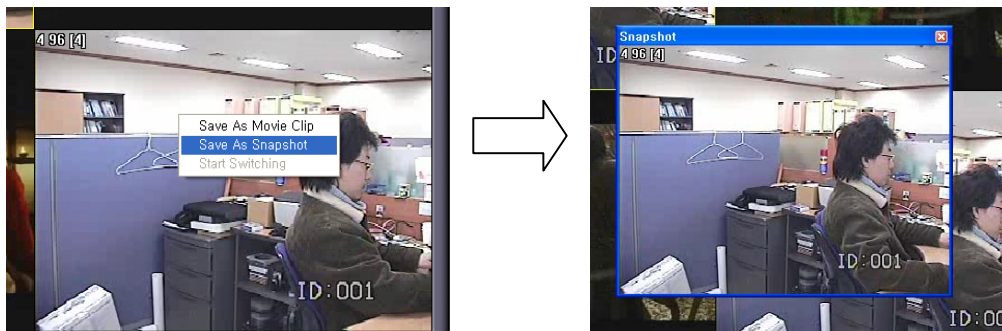 4 96 [4]
Save As Movie Clip
Save As Snapshot
Start Switching
ID:001
Snapshot
ID
4 96 [4]
ID:001
ID:00